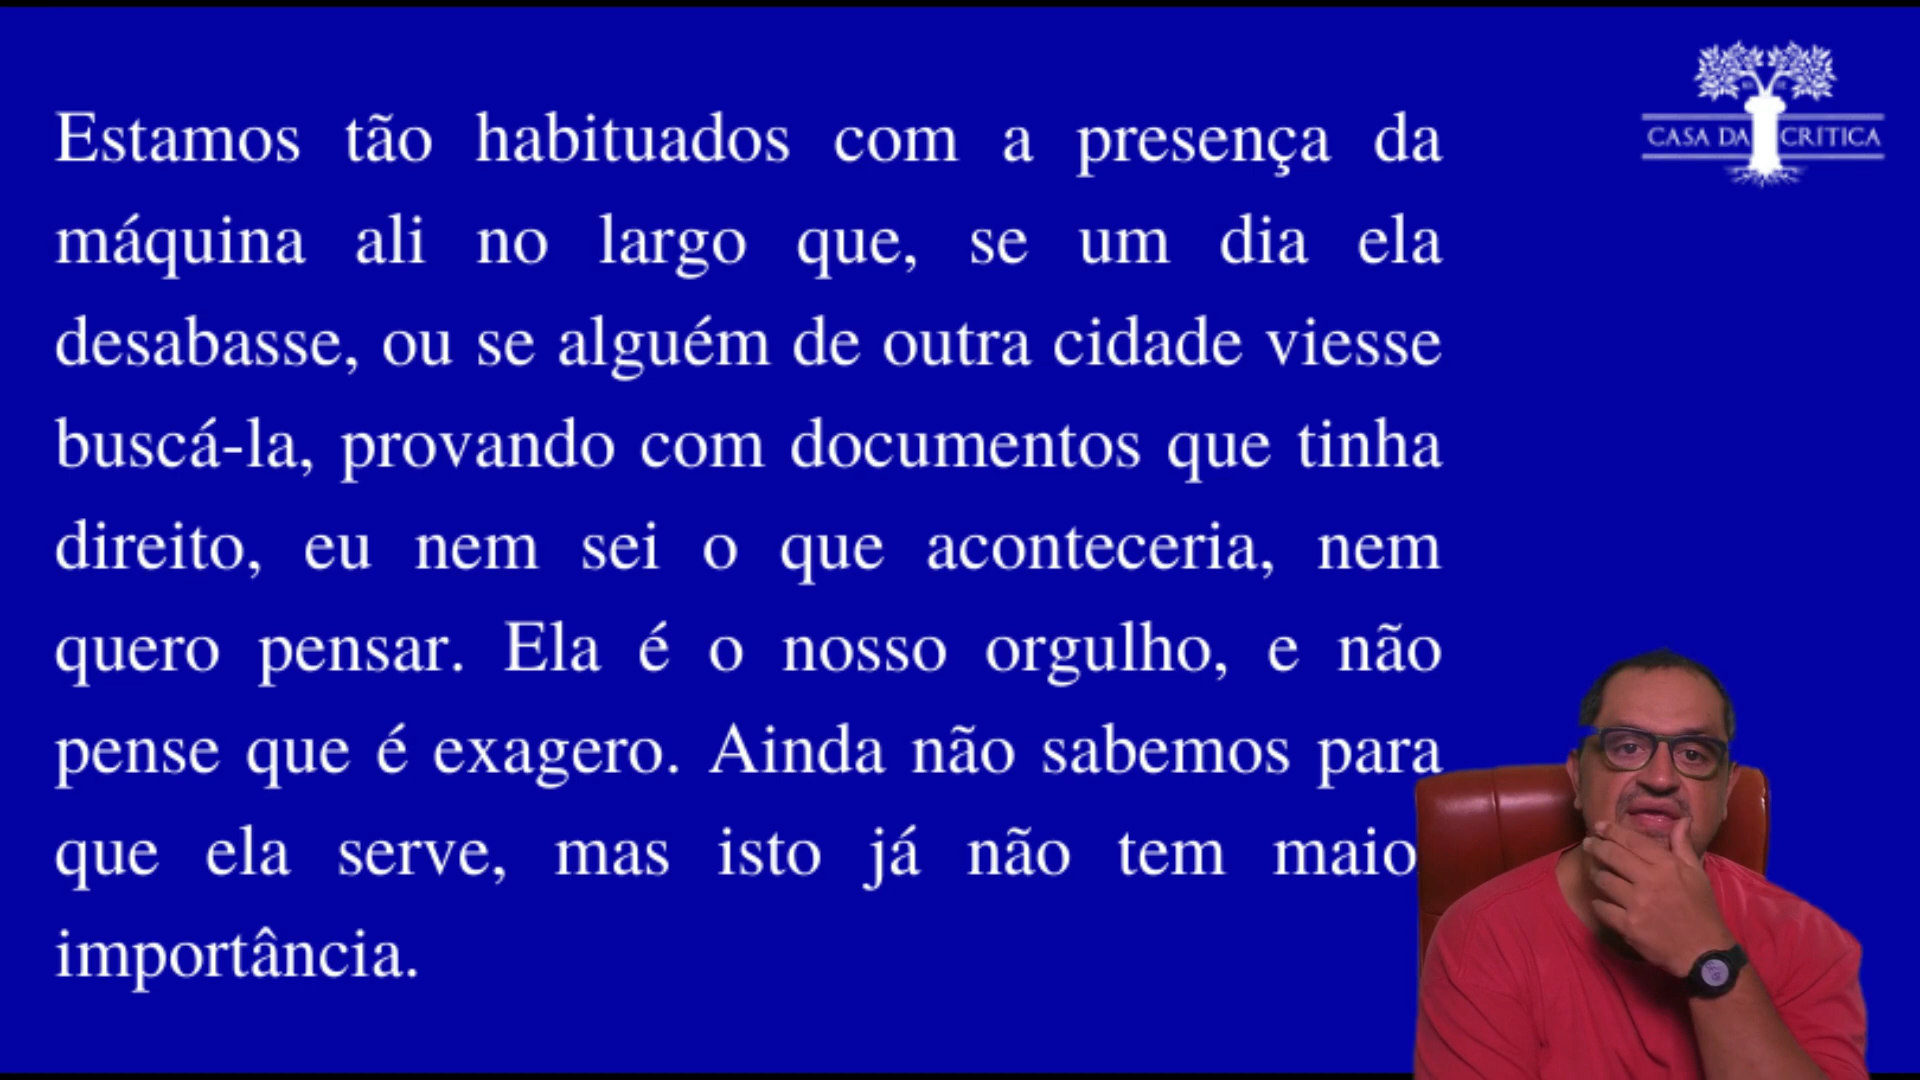 CASA DA CRÍTICA
Estamos tão habituados com a presença da
máquina ali no largo que, se um dia ela
desabasse, ou se alguém de outra cidade viesse
buscá-la, provando com documentos que tinha
direito, eu nem sei o que aconteceria, nem
quero pensar. Ela é o nosso orgulho, e não
pense que é exagero. Ainda não sabemos para
que ela serve, mas isto já não tem maio
importância.